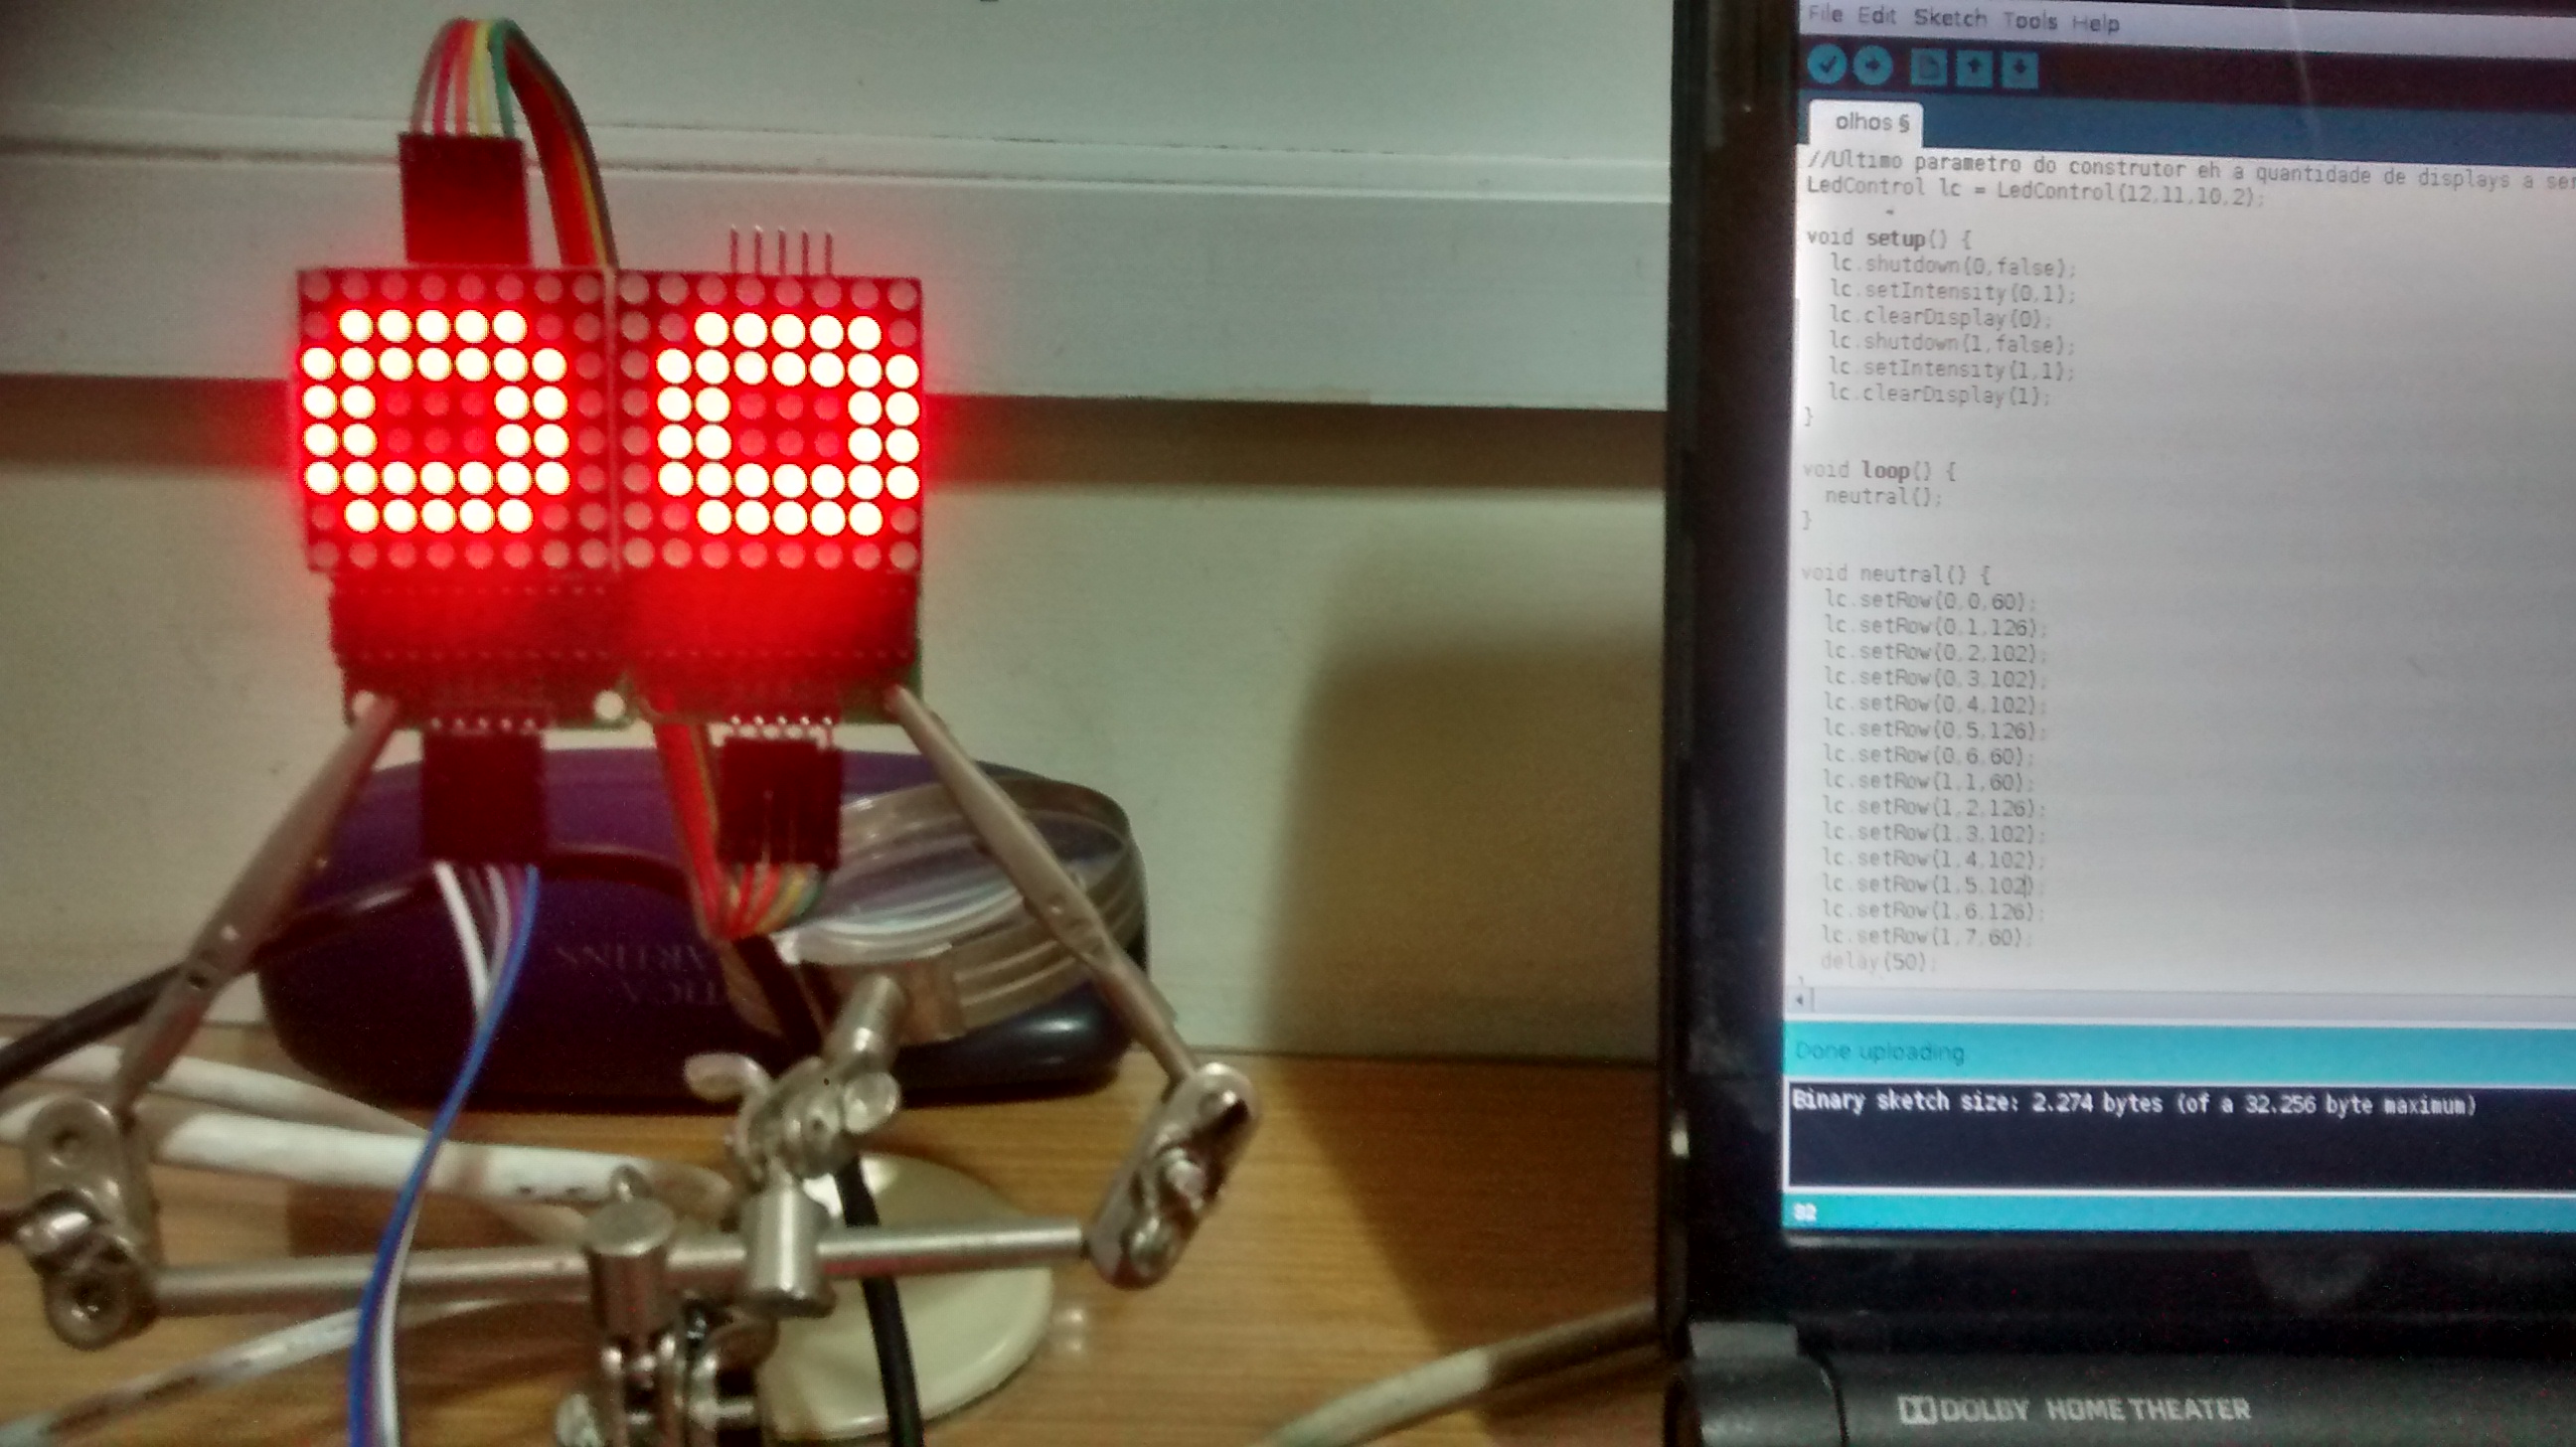 File Edit Sketch Tools Help
olhos §
//Ultimo parametro do construtor eh a quantidade de displays a ser
LedControl lc = LedControl(12,11,10,2);
void setup() {
lc.shutdown(0,false);
lc.setIntensity(0,1);
lc.clearDisplay(0);
lc.shutdown(1,false);
lc.setIntensity(1,1);
lc.clearDisplay(1);
}
void loop() {
neutral();
}
void neutral() {
lc.setRow(0,0,60);
lc.setRow(0,1,126);
lc.setRow(0,2,102);
lc.setRow(0,3,102);
lc.setRow(0,4,102);
lc.setRow(0,5,126);
lc.setRow(0,6,60);
lc.setRow(1,1,60);
lc.setRow(1,2,126);
lc.setRow(1,3,102);
lc.setRow(1,4,102);
lc.setRow(1,5,102);
lc.setRow(1,6,126);
lc.setRow(1,7,60);
delay(50);
}
Done uploading
Binary sketch size: 2.274 bytes (of a 32.256 byte maximum)
DOLBY HOME THEATER